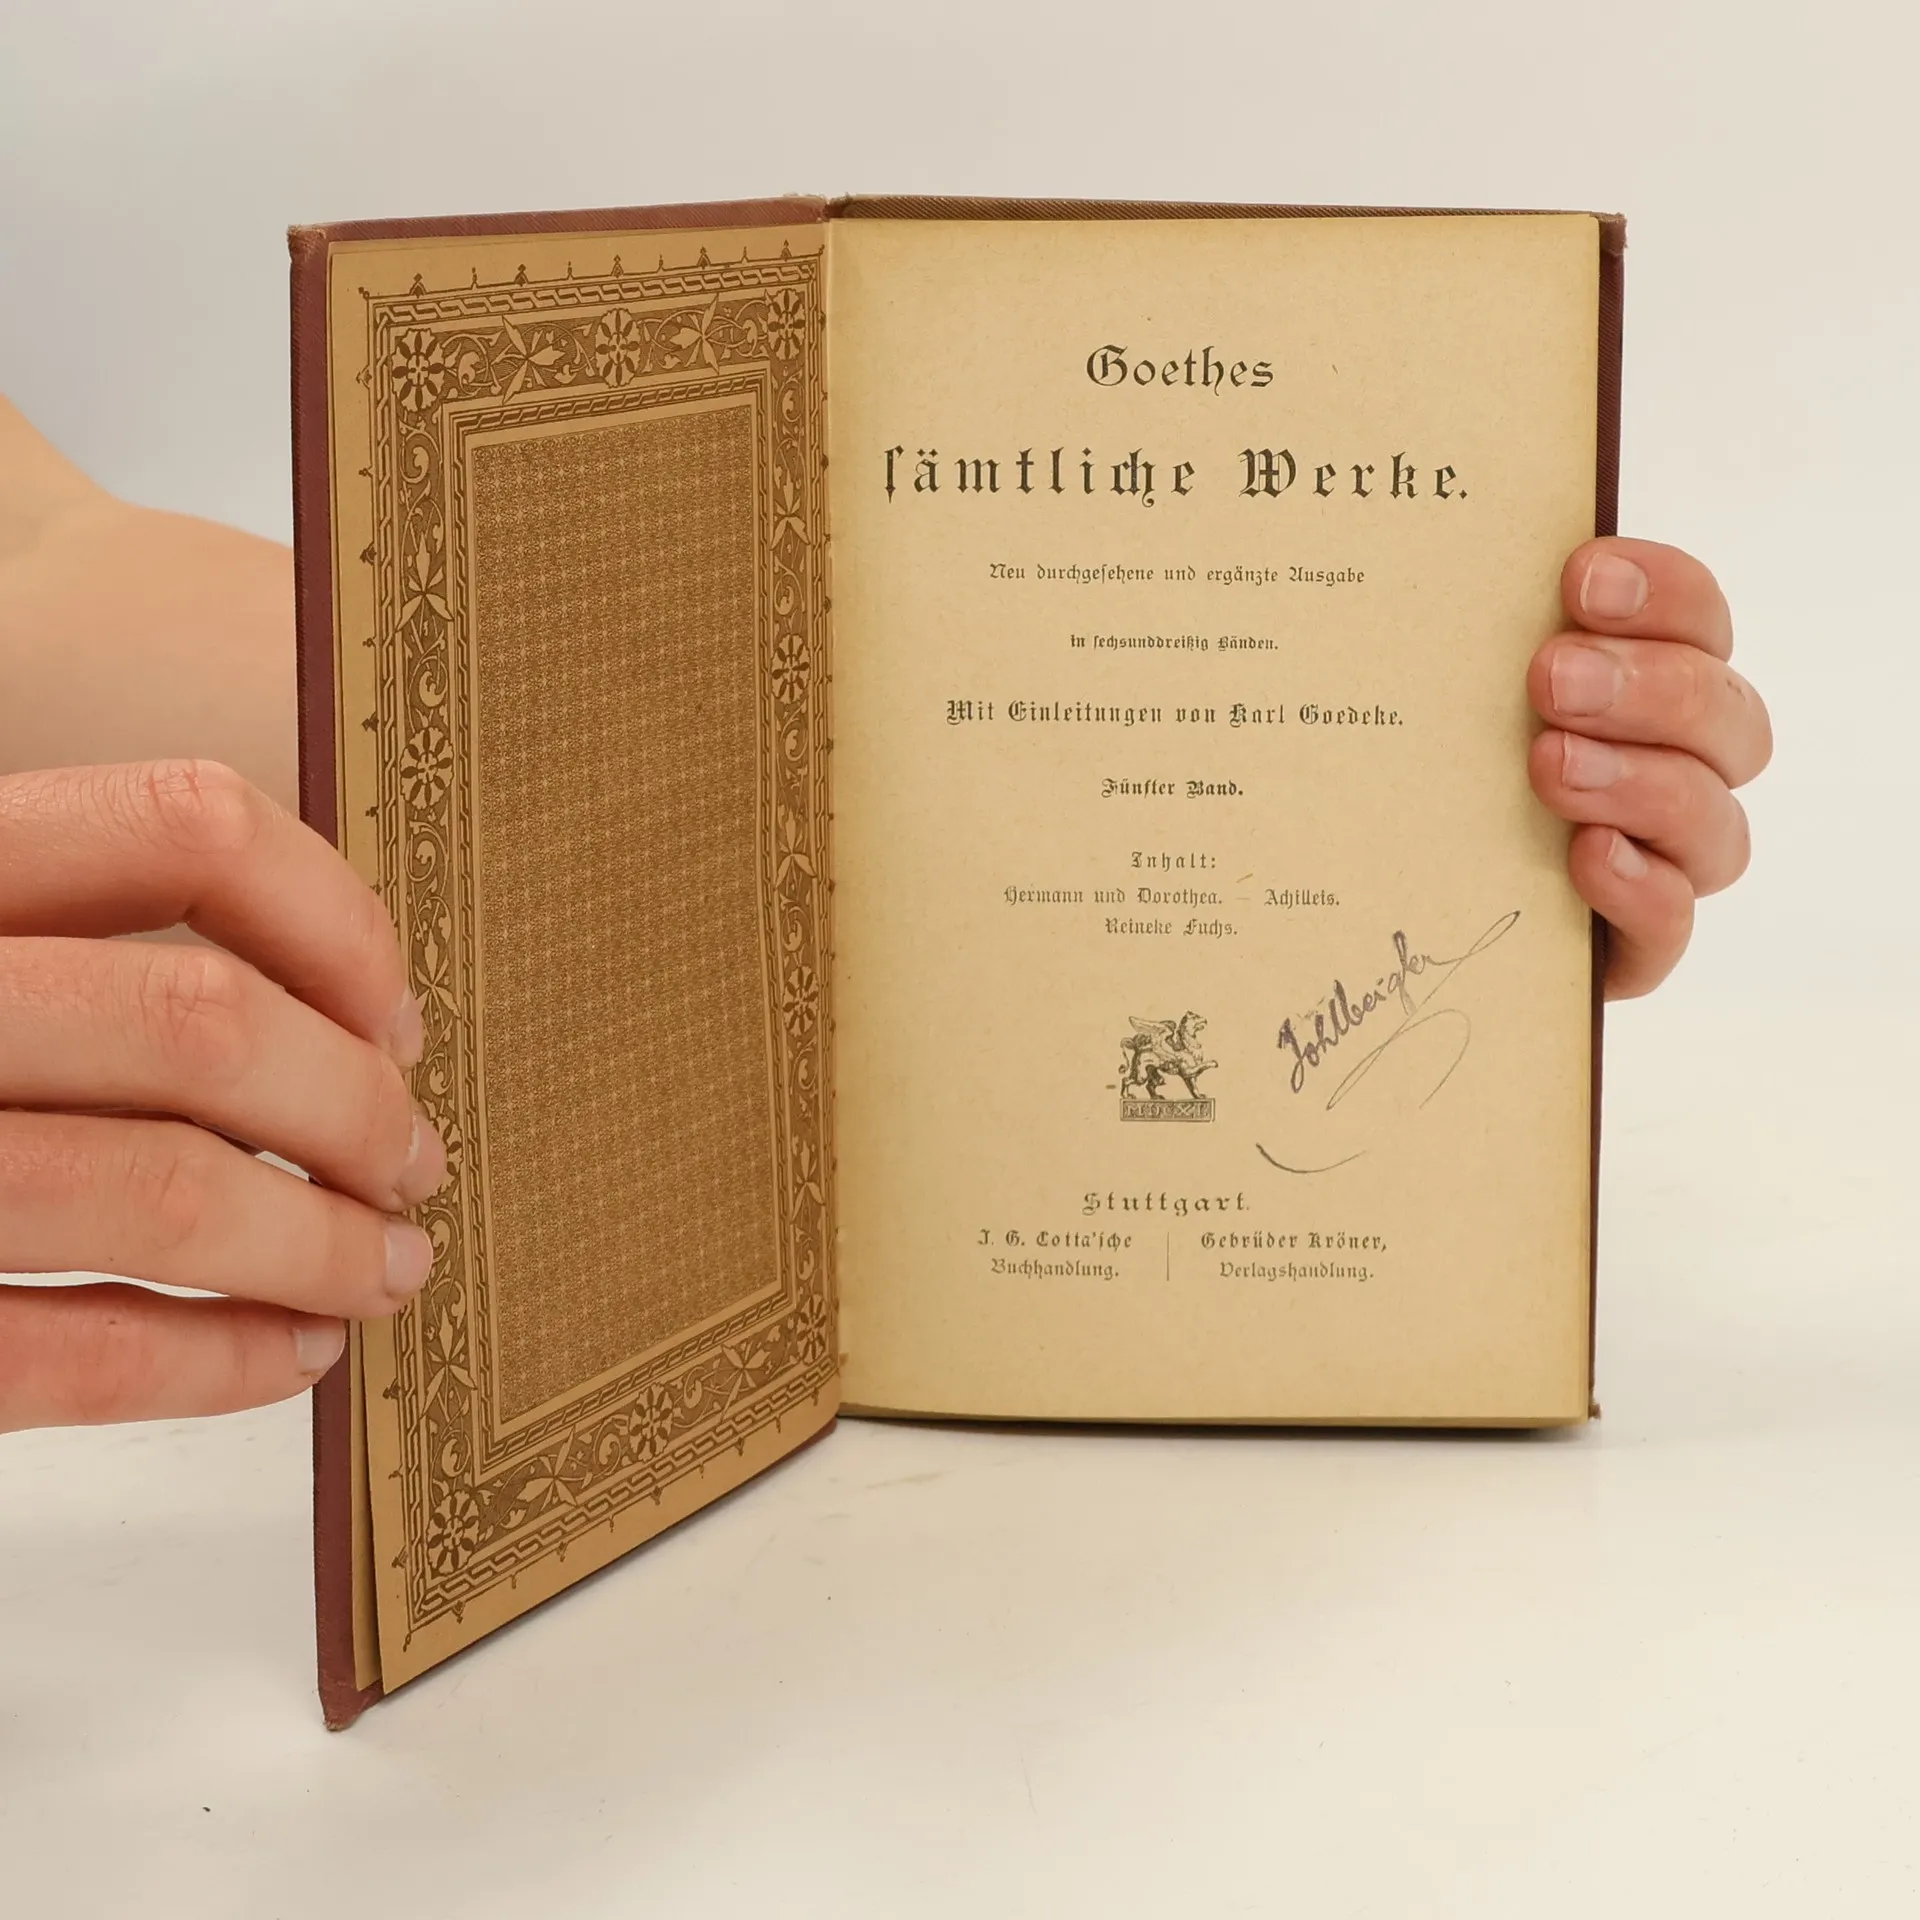 Goethes
sämtliche Werke.
Neu durchgesehene und ergänzte Ausgabe
in sechsunddreißig Bänden.
Mit Einleitungen von Karl Goedeke.
Fünfter Band.
Inhalt:
Hermann und Dorothea. — Achilleis.
Reineke Fuchs.
MDCXL
Stuttgart.
J. G. Cotta'sche
Buchhandlung.
Gebrüder Kröner,
Verlagshandlung.